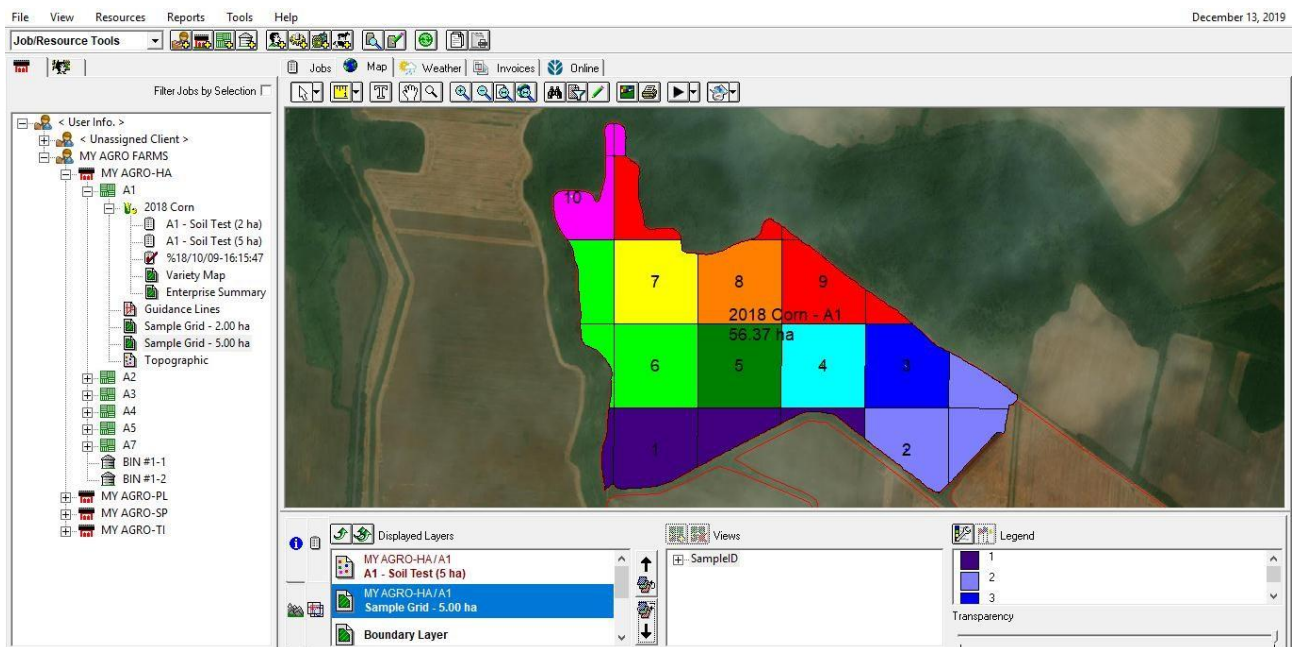 File View Resources Reports Tools Help
December 13, 2019
Job/Resource Tools
Jobs Map Weather Invoices Online
Filter Jobs by Selection
< User Info. >
< Unassigned Client >
MY AGRO FARMS
MY AGRO-HA
A1
2018 Corn
A1 - Soil Test (2 ha)
A1 - Soil Test (5 ha)
%18/10/09-16:15:47
Variety Map
Enterprise Summary
Guidance Lines
Sample Grid - 2.00 ha
Sample Grid - 5.00 ha
Topographic
A2
A3
A4
A5
A7
BIN #1-1
BIN #1-2
MY AGRO-PL
MY AGRO-SP
MY AGRO-TI
10
7 8 9
2018 Corn - A1
56.37 ha
6 5 4 3
1 2
Displayed Layers
MY AGRO-HA/A1
A1 - Soil Test (5 ha)
MY AGRO-HA/A1
Sample Grid - 5.00 ha
Boundary Layer
Views
SampleID
Legend
1
2
3
Transparency